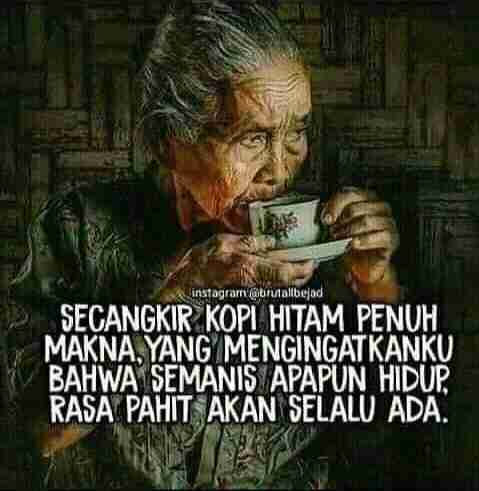 instagram:@brutallbejad
SECANGKIR KOPI HITAM PENUH
MAKNA, YANG MENGINGATKANKU
BAHWA SEMANIS APAPUN HIDUP,
RASA PAHIT AKAN SELALU ADA.